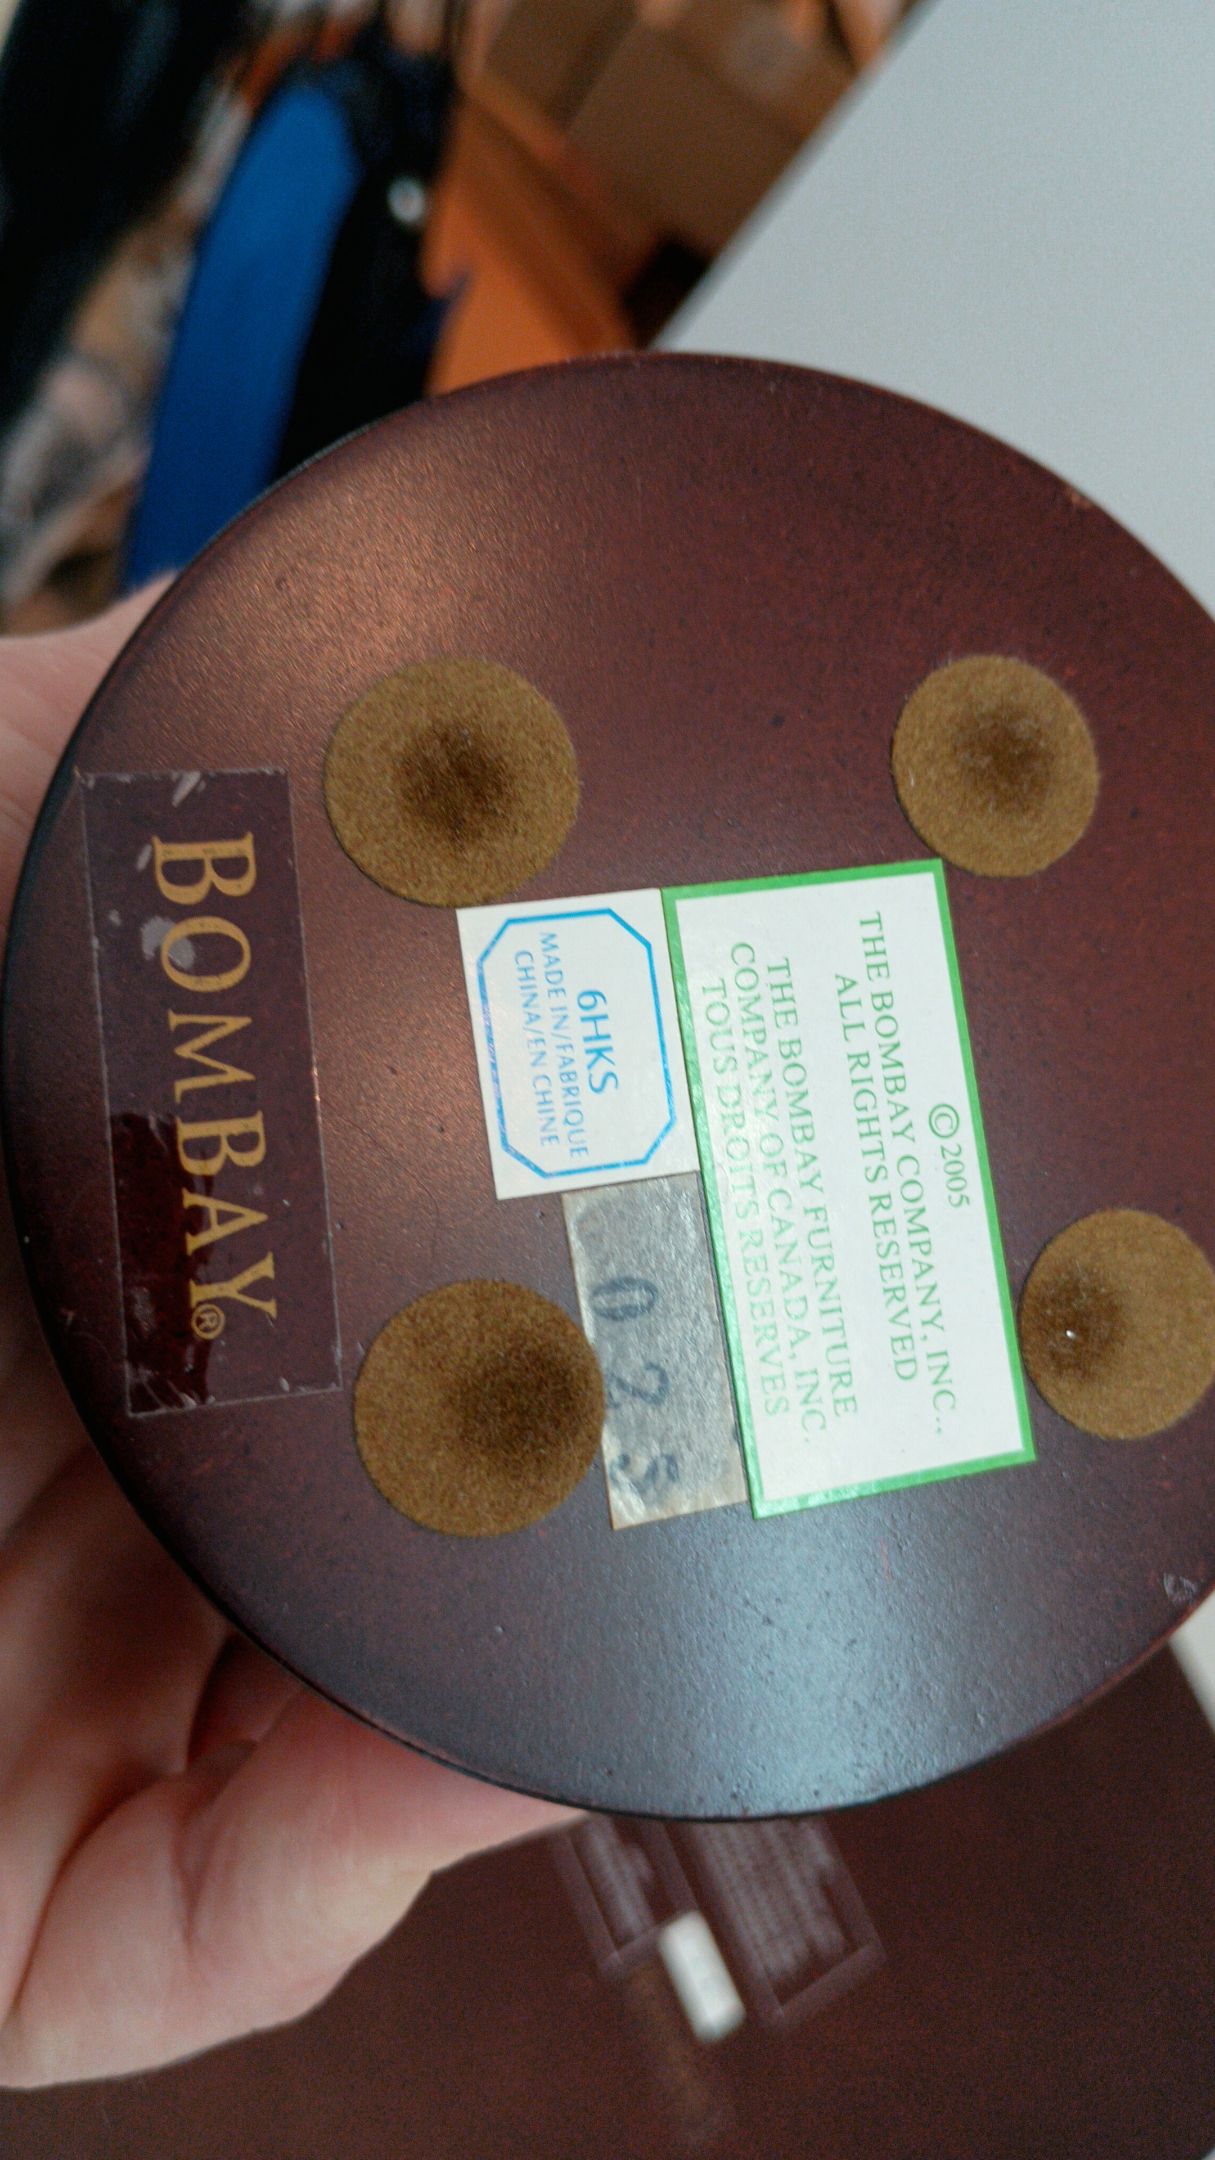 ©2005
THE BOMBAY COMPANY, INC.,
ALL RIGHTS RESERVED
THE BOMBAY FURNITURE
COMPANY OF CANADA, INC.
TOUS DROITS RESERVES
6HKS
MADE IN/FABRIQUE
CHINA/EN CHINE
025
BOMBAY®